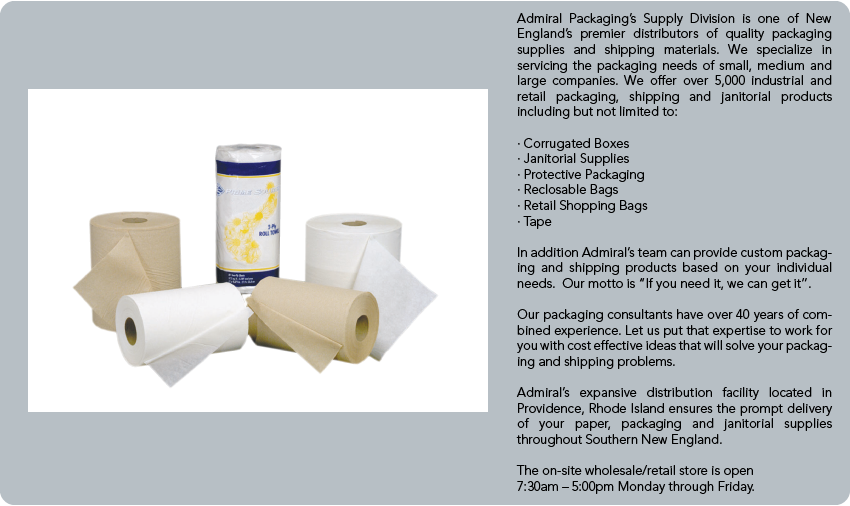 Admiral Packaging's Supply Division is one of New
England's premier distributors of quality packaging
supplies and shipping materials. We specialize in
servicing the packaging needs of small, medium and
large companies. We offer over 5,000 industrial and
retail packaging, shipping and janitorial products
including but not limited to:
· Corrugated Boxes
· Janitorial Supplies
· Protective Packaging
· Reclosable Bags
· Retail Shopping Bags
· Tape
In addition Admiral's team can provide custom packag-
ing and shipping products based on your individual
needs.  Our motto is "If you need it, we can get it".
Our packaging consultants have over 40 years of com-
bined experience. Let us put that expertise to work for
you with cost effective ideas that will solve your packag-
ing and shipping problems.
Admiral's expansive distribution facility located in
Providence, Rhode Island ensures the prompt delivery
of your paper, packaging and janitorial supplies
throughout Southern New England.
The on-site wholesale/retail store is open
7:30am – 5:00pm Monday through Friday.
2-Ply
ROLL